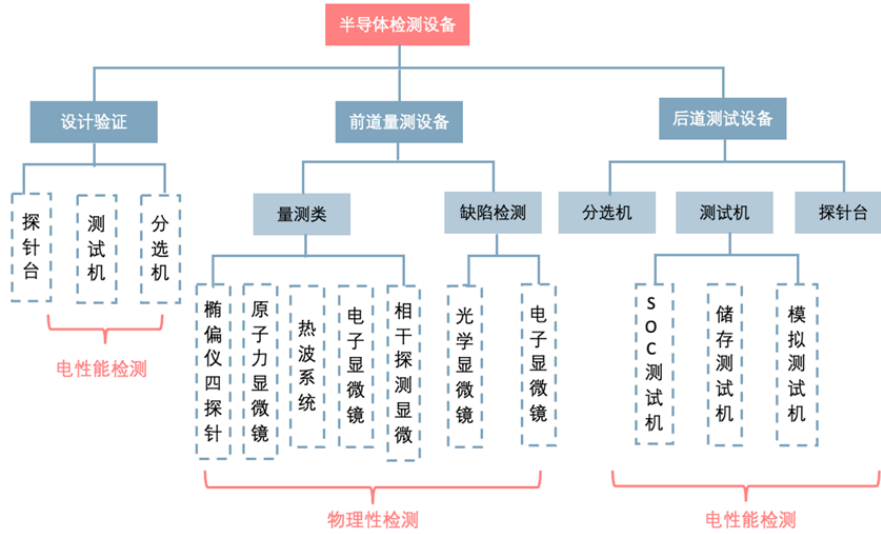 半导体检测设备
设计验证
前道量测设备
后道测试设备
探针台
测试机
分选机
量测类
缺陷检测
分选机
测试机
探针台
椭偏仪四探针
原子力显微镜
热波系统
电子显微镜
相干探测显微
光学显微镜
电子显微镜
SOC测试机
储存测试机
模拟测试机
电性能检测
物理性检测
电性能检测